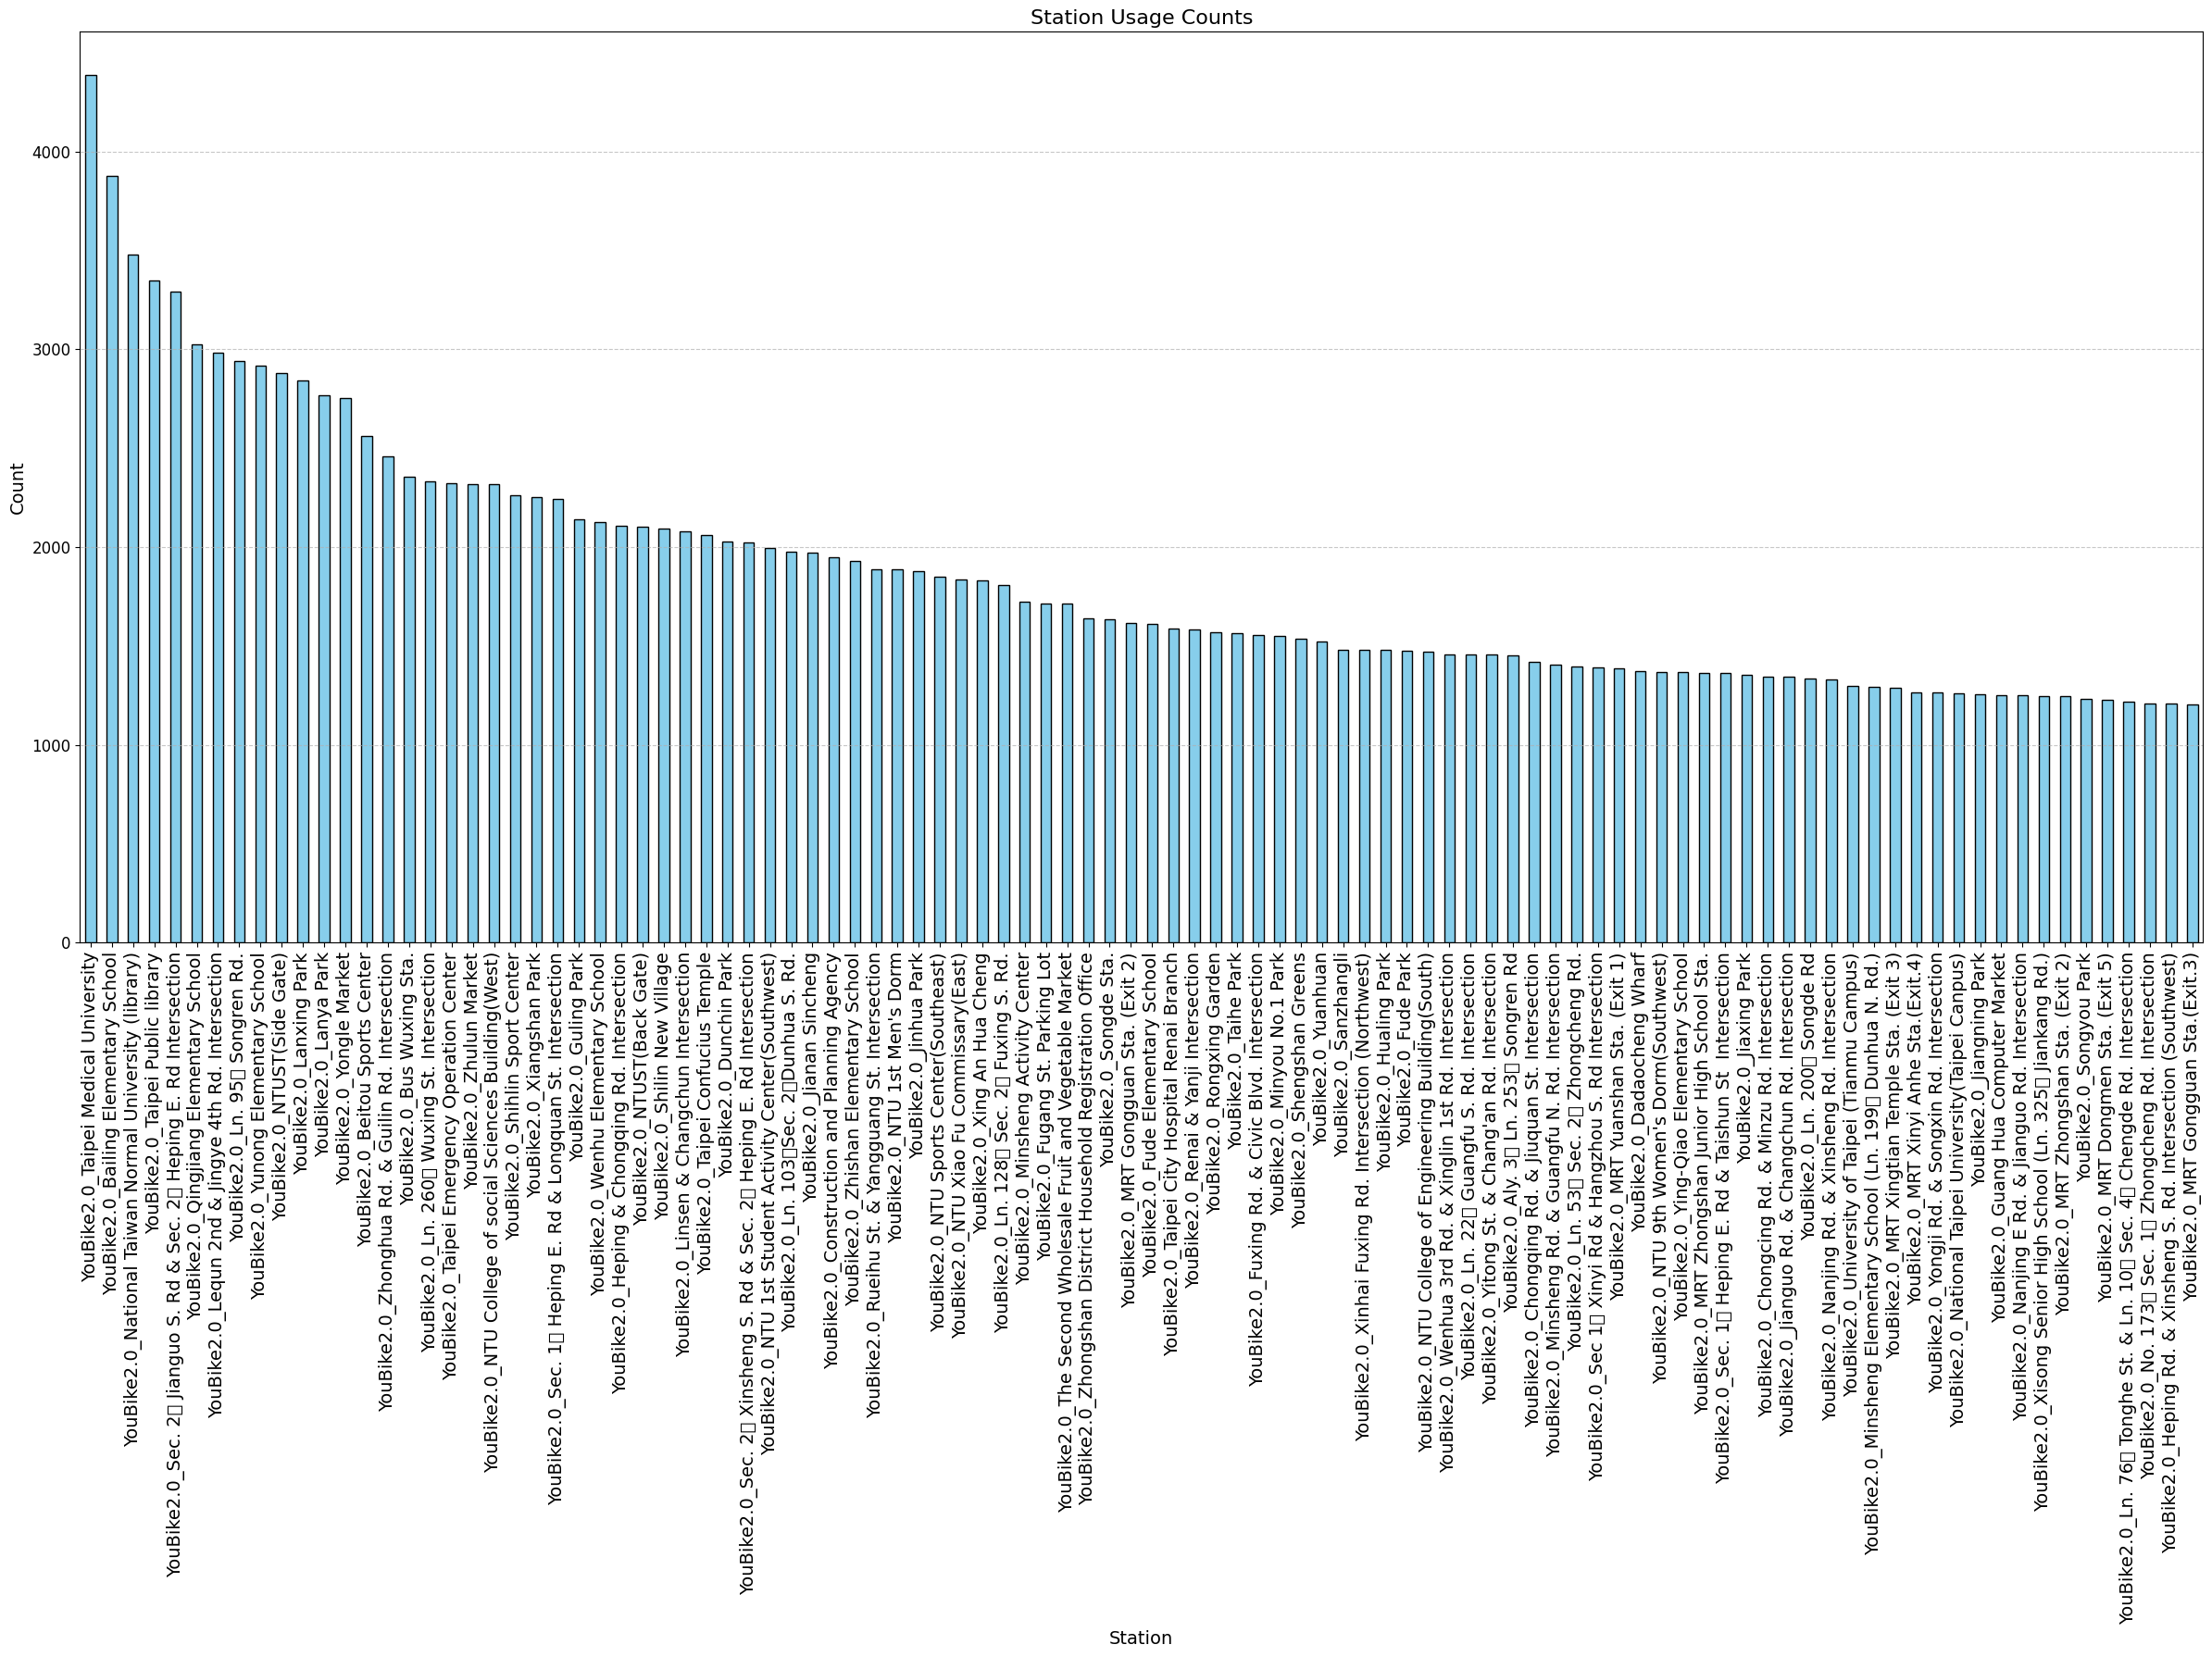 Station Usage Counts
Count
4000
3000
2000
1000
0
YouBike2.0_Taipei Medical University
YouBike2.0_Bailing Elementary School
YouBike2.0_National Taiwan Normal University (library)
YouBike2.0_Taipei Public library
YouBike2.0_Sec. 2▯ Jianguo S. Rd & Sec. 2▯ Heping E. Rd Intersection
YouBike2.0_QingJiang Elementary School
YouBike2.0_Lequn 2nd & Jingye 4th Rd. Intersection
YouBike2.0_Ln. 95▯ Songren Rd.
YouBike2.0_Yunong Elementary School
YouBike2.0_NTUST(Side Gate)
YouBike2.0_Lanxing Park
YouBike2.0_Lanya Park
YouBike2.0_Yongle Market
YouBike2.0_Beitou Sports Center
YouBike2.0_Zhonghua Rd. & Guilin Rd. Intersection
YouBike2.0_Bus Wuxing Sta.
YouBike2.0_Ln. 260▯ Wuxing St. Intersection
YouBike2.0_Taipei Emergency Operation Center
YouBike2.0_Zhulun Market
YouBike2.0_NTU College of social Sciences Building(West)
YouBike2.0_Shihlin Sport Center
YouBike2.0_Xiangshan Park
YouBike2.0_Sec. 1▯ Heping E. Rd & Longquan St. Intersection
YouBike2.0_Guling Park
YouBike2.0_Wenhu Elementary School
YouBike2.0_Heping & Chongqing Rd. Intersection
YouBike2.0_NTUST(Back Gate)
YouBike2.0_Shilin New Village
YouBike2.0_Linsen & Changchun Intersection
YouBike2.0_Taipei Confucius Temple
YouBike2.0_Dunchin Park
YouBike2.0_Sec. 2▯ Xinsheng S. Rd & Sec. 2▯ Heping E. Rd Intersection
YouBike2.0_NTU 1st Student Activity Center(Southwest)
YouBike2.0_Ln. 103▯Sec. 2▯Dunhua S. Rd.
YouBike2.0_Jianan Sincheng
YouBike2.0_Construction and Planning Agency
YouBike2.0_Zhishan Elementary School
YouBike2.0_Rueihu St. & Yangguang St. Intersection
YouBike2.0_NTU 1st Men's Dorm
YouBike2.0_Jinhua Park
YouBike2.0_NTU Sports Center(Southeast)
YouBike2.0_NTU Xiao Fu Commissary(East)
YouBike2.0_Xing An Hua Cheng
YouBike2.0_Ln. 128▯ Sec. 2▯ Fuxing S. Rd.
YouBike2.0_Minsheng Activity Center
YouBike2.0_Fugang St. Parking Lot
YouBike2.0_The Second Wholesale Fruit and Vegetable Market
YouBike2.0_Zhongshan District Household Registration Office
YouBike2.0_Songde Sta.
YouBike2.0_MRT Gongguan Sta. (Exit 2)
YouBike2.0_Fude Elementary School
YouBike2.0_Taipei City Hospital Renai Branch
YouBike2.0_Renai & Yanji Intersection
YouBike2.0_Rongxing Garden
YouBike2.0_Taihe Park
YouBike2.0_Fuxing Rd. & Civic Blvd. Intersection
YouBike2.0_Minyou No.1 Park
YouBike2.0_Shengshan Greens
YouBike2.0_Yuanhuan
YouBike2.0_Sanzhangli
YouBike2.0_Xinhai Fuxing Rd. Intersection (Northwest)
YouBike2.0_Hualing Park
YouBike2.0_Fude Park
YouBike2.0_NTU College of Engineering Building(South)
YouBike2.0_Wenhua 3rd Rd. & Xinglin 1st Rd. Intersection
YouBike2.0_Ln. 22▯ Guangfu S. Rd. Intersection
YouBike2.0_Yitong St. & Chang'an Rd. Intersection
YouBike2.0_Aly. 3▯ Ln. 253▯ Songren Rd
YouBike2.0_Chongqing Rd. & Jiuquan St. Intersection
YouBike2.0_Minsheng Rd. & Guangfu N. Rd. Intersection
YouBike2.0_Ln. 53▯ Sec. 2▯ Zhongcheng Rd.
YouBike2.0_Sec 1▯ Xinyi Rd & Hangzhou S. Rd Intersection
YouBike2.0_MRT Yuanshan Sta. (Exit 1)
YouBike2.0_Dadaocheng Wharf
YouBike2.0_NTU 9th Women's Dorm(Southwest)
YouBike2.0_Ying-Qiao Elementary School
YouBike2.0_MRT Zhongshan Junior High School Sta.
YouBike2.0_Sec. 1▯ Heping E. Rd & Taishun St  Intersection
YouBike2.0_Jiaxing Park
YouBike2.0_Chongcing Rd. & Minzu Rd. Intersection
YouBike2.0_Jianguo Rd. & Changchun Rd. Intersection
YouBike2.0_Ln. 200▯ Songde Rd
YouBike2.0_Nanjing Rd. & Xinsheng Rd. Intersection
YouBike2.0_University of Taipei (Tianmu Campus)
YouBike2.0_Minsheng Elementary School (Ln. 199▯ Dunhua N. Rd.)
YouBike2.0_MRT Xingtian Temple Sta. (Exit 3)
YouBike2.0_MRT Xinyi Anhe Sta.(Exit.4)
YouBike2.0_Yongji Rd. & Songxin Rd. Intersection
YouBike2.0_National Taipei University(Taipei Canpus)
YouBike2.0_Jiangning Park
YouBike2.0_Guang Hua Computer Market
YouBike2.0_Nanjing E Rd. & Jianguo Rd. Intersection
YouBike2.0_Xisong Senior High School (Ln. 325▯ Jiankang Rd.)
YouBike2.0_MRT Zhongshan Sta. (Exit 2)
YouBike2.0_Songyou Park
YouBike2.0_MRT Dongmen Sta. (Exit 5)
YouBike2.0_Ln. 76▯ Tonghe St. & Ln. 10▯ Sec. 4▯ Chengde Rd. Intersection
YouBike2.0_No. 173▯ Sec. 1▯ Zhongcheng Rd. Intersection
YouBike2.0_Heping Rd. & Xinsheng S. Rd. Intersection (Southwest)
YouBike2.0_MRT Gongguan Sta.(Exit.3)
Station